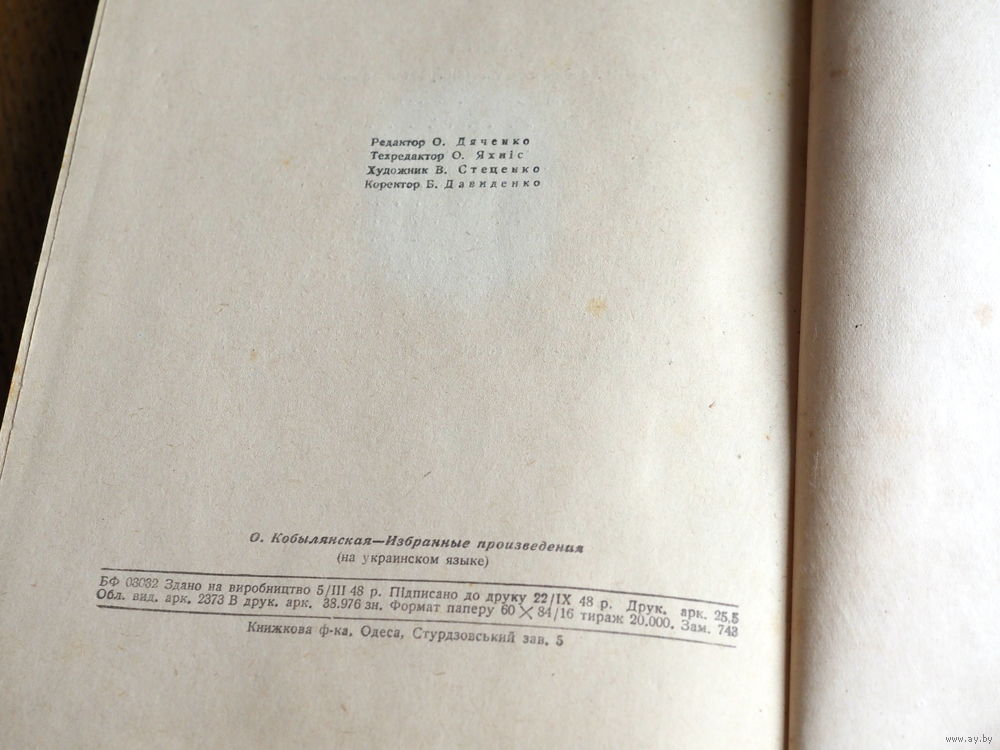 Редактор О. Дяченко
Техредактор О. Яхніс
Художник В. Стеценко
Коректор Б. Давиденко
О. Кобылянская—Избранные произведения
(на украинском языке)
БФ 03032 Здано на виробництво 5/III 48 р. Підписано до друку 22/IX 48 р. Друк. арк. 25,5
Обл. вид. арк. 2373 В друк. арк. 38.976 зн. Формат паперу 60×84/16 тираж 20.000. Зам. 743
Книжкова ф-ка, Одеса, Стурдзовський зав. 5
www.ay.by